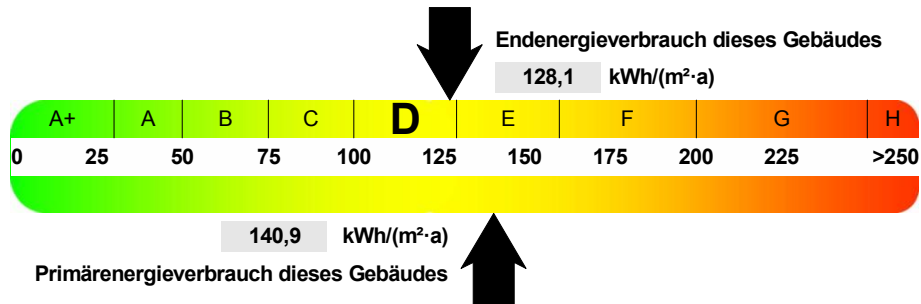 Endenergieverbrauch dieses Gebäudes
128,1 kWh/(m²·a)
A+ A B C D E F G H
0 25 50 75 100 125 150 175 200 225 >250
140,9 kWh/(m²·a)
Primärenergieverbrauch dieses Gebäudes